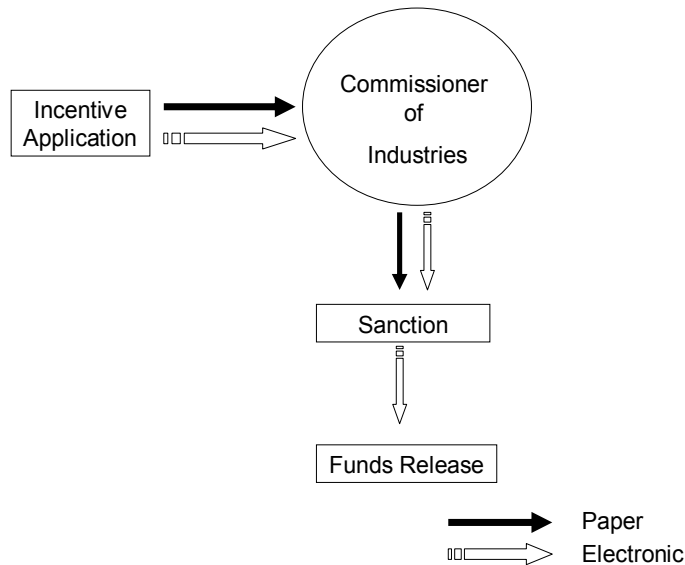 Incentive
Application
Commissioner
of
Industries
Sanction
Funds Release
Paper
Electronic